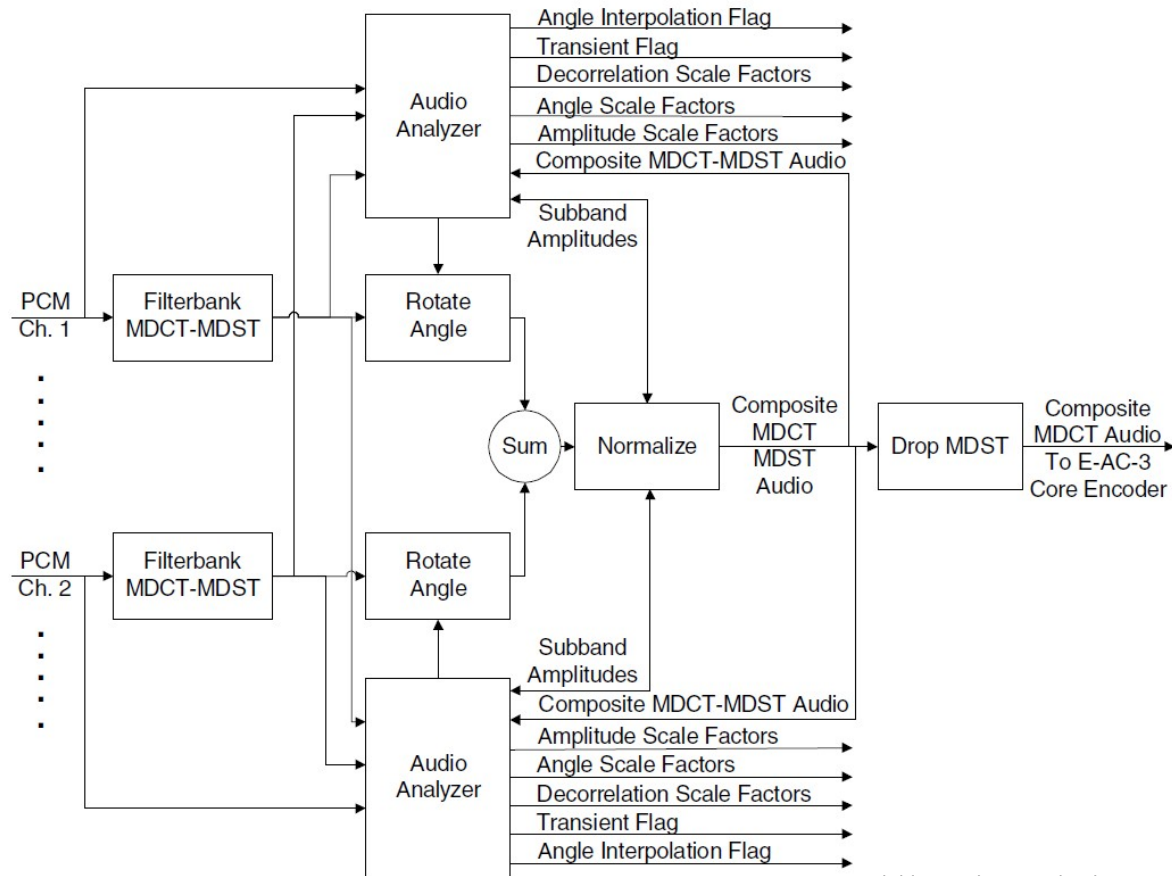 Angle Interpolation Flag
Transient Flag
Decorrelation Scale Factors
Angle Scale Factors
Amplitude Scale Factors
Composite MDCT-MDST Audio
Audio
Analyzer
Subband
Amplitudes
PCM
Ch. 1
Filterbank
MDCT-MDST
Rotate
Angle
Sum
Normalize
Composite
MDCT
MDST
Audio
Drop MDST
Composite
MDCT Audio
To E-AC-3
Core Encoder
PCM
Ch. 2
Filterbank
MDCT-MDST
Rotate
Angle
Subband
Amplitudes
Composite MDCT-MDST Audio
Audio
Analyzer
Amplitude Scale Factors
Angle Scale Factors
Decorrelation Scale Factors
Transient Flag
Angle Interpolation Flag